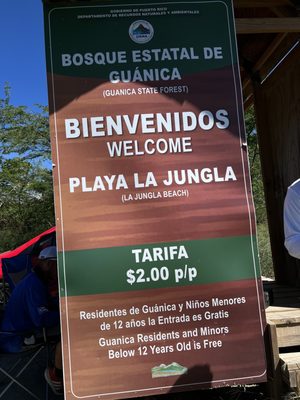 GOBIERNO DE PUERTO RICO
DEPARTAMENTO DE RECURSOS NATURALES Y AMBIENTALES
BOSQUE ESTATAL DE
GUÁNICA
(GUANICA STATE FOREST)
BIENVENIDOS
WELCOME
PLAYA LA JUNGLA
(LA JUNGLA BEACH)
TARIFA
$2.00 p/p
Residentes de Guánica y Niños Menores
de 12 años la Entrada es Gratis
Guanica Residents and Minors
Below 12 Years Old is Free